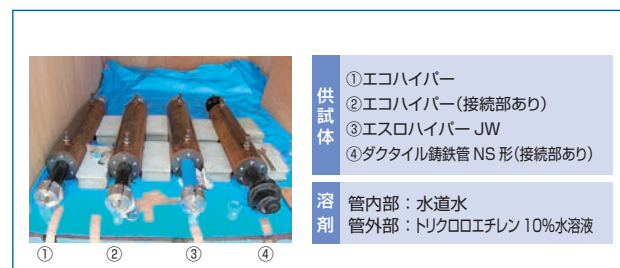 ① ② ③ ④
供試体
①エコハイパー
②エコハイパー(接続部あり)
③エスロハイパー JW
④ダクタイル鋳鉄管 NS 形(接続部あり)
溶剤
管内部:水道水
管外部:トリクロロエチレン10%水溶液